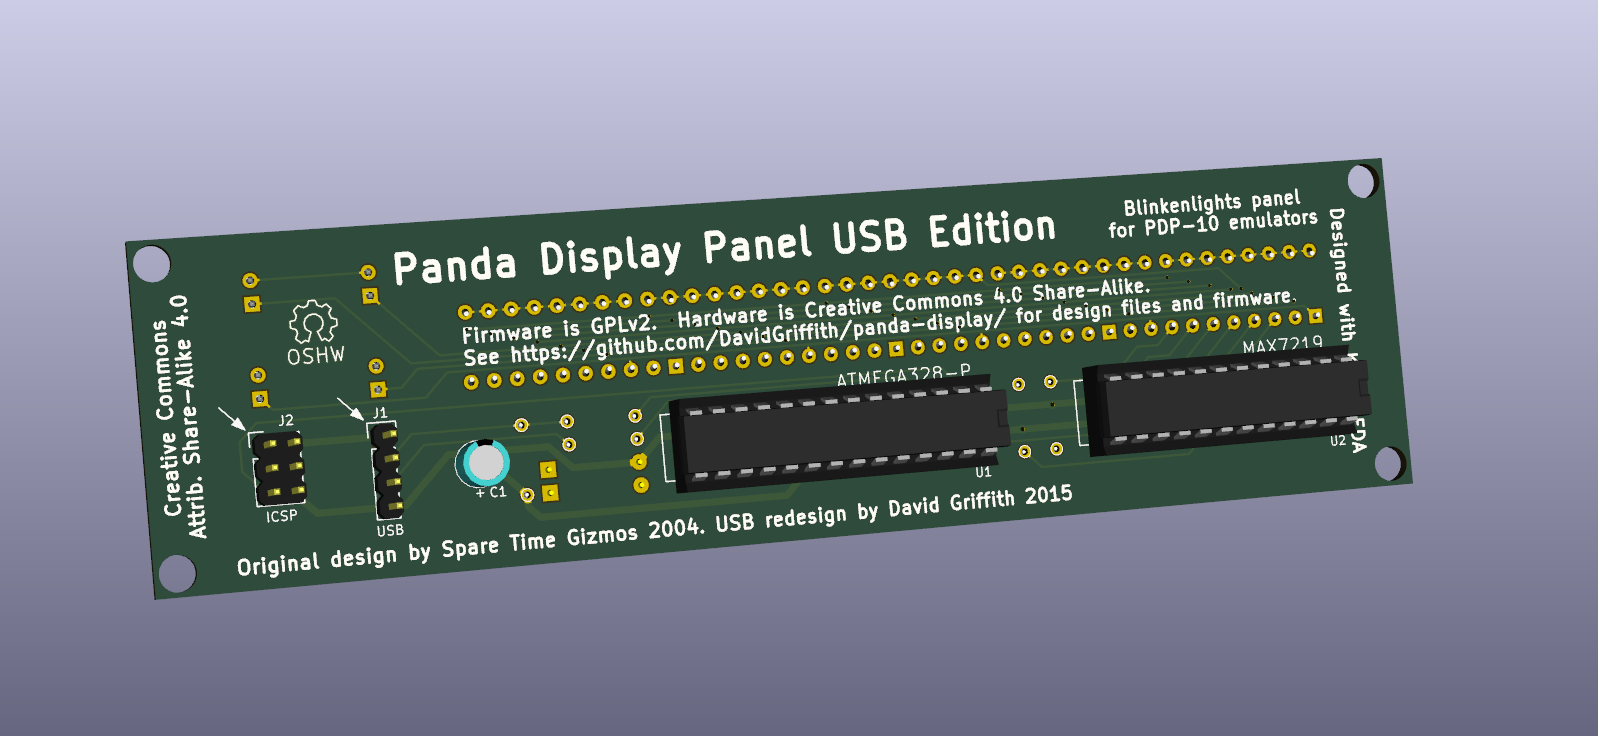 Panda Display Panel USB Edition
Blinkenlights panel
for PDP-10 emulators
Firmware is GPLv2. Hardware is Creative Commons 4.0 Share-Alike.
See https://github.com/DavidGriffith/panda-display/ for design files and firmware.
Creative Commons
Attrib. Share-Alike 4.0
OSHW
J2
ICSP
J1
USB
+ C1
ATMEGA328-P
U1
MAX7219
U2
Designed with
Original design by Spare Time Gizmos 2004. USB redesign by David Griffith 2015